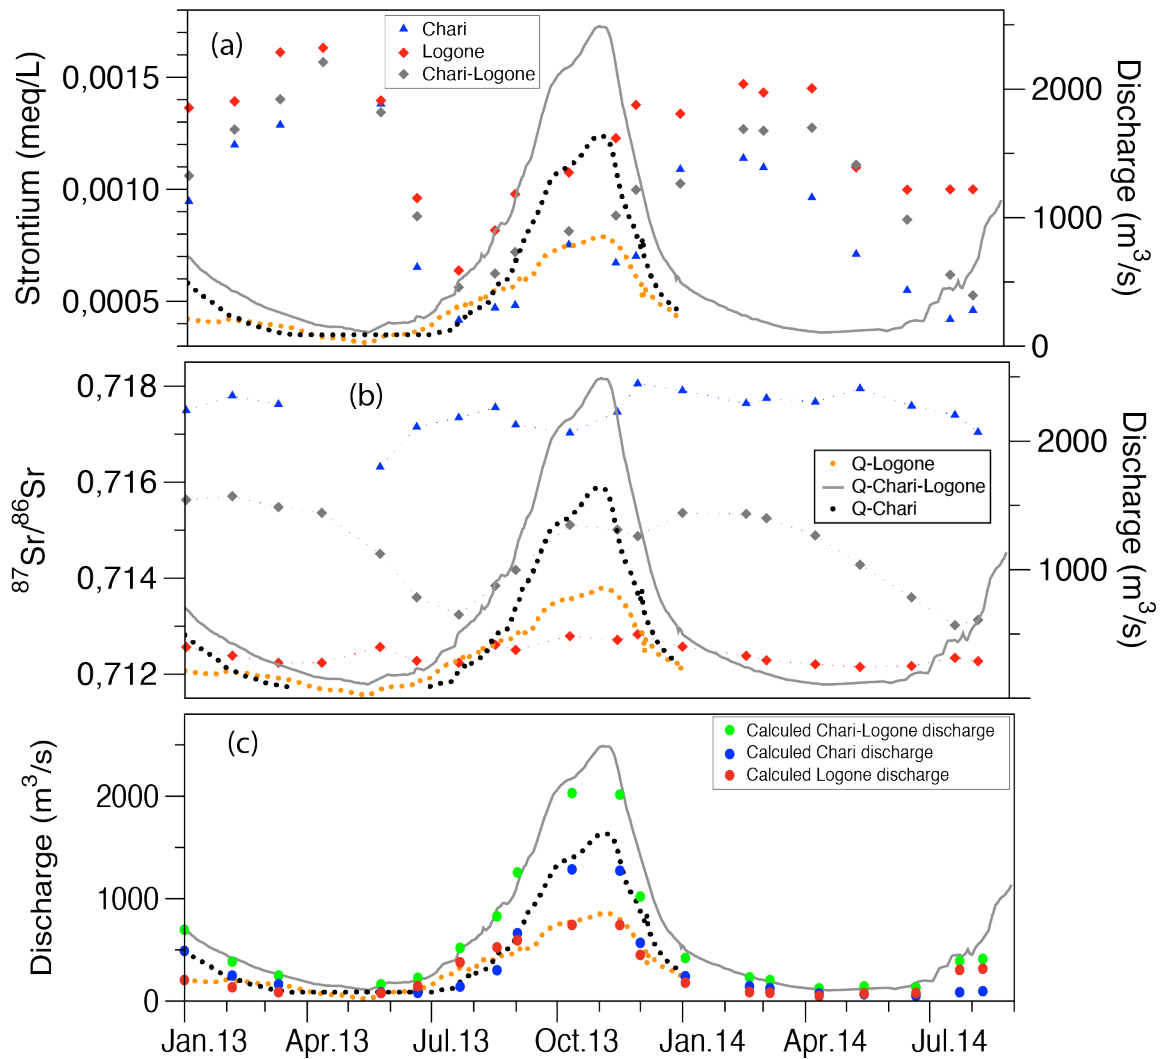 (a)
Chari
Logone
Chari-Logone
0,0015
0,0010
0,0005
Strontium (meq/L)
2000
1000
0
Discharge (m³/s)
(b)
0,718
0,716
0,714
0,712
⁸⁷Sr/⁸⁶Sr
Q-Logone
Q-Chari-Logone
Q-Chari
2000
1000
Discharge (m³/s)
(c)
Calculed Chari-Logone discharge
Calculed Chari discharge
Calculed Logone discharge
2000
1000
0
Discharge (m³/s)
Jan.13 Apr.13 Jul.13 Oct.13 Jan.14 Apr.14 Jul.14